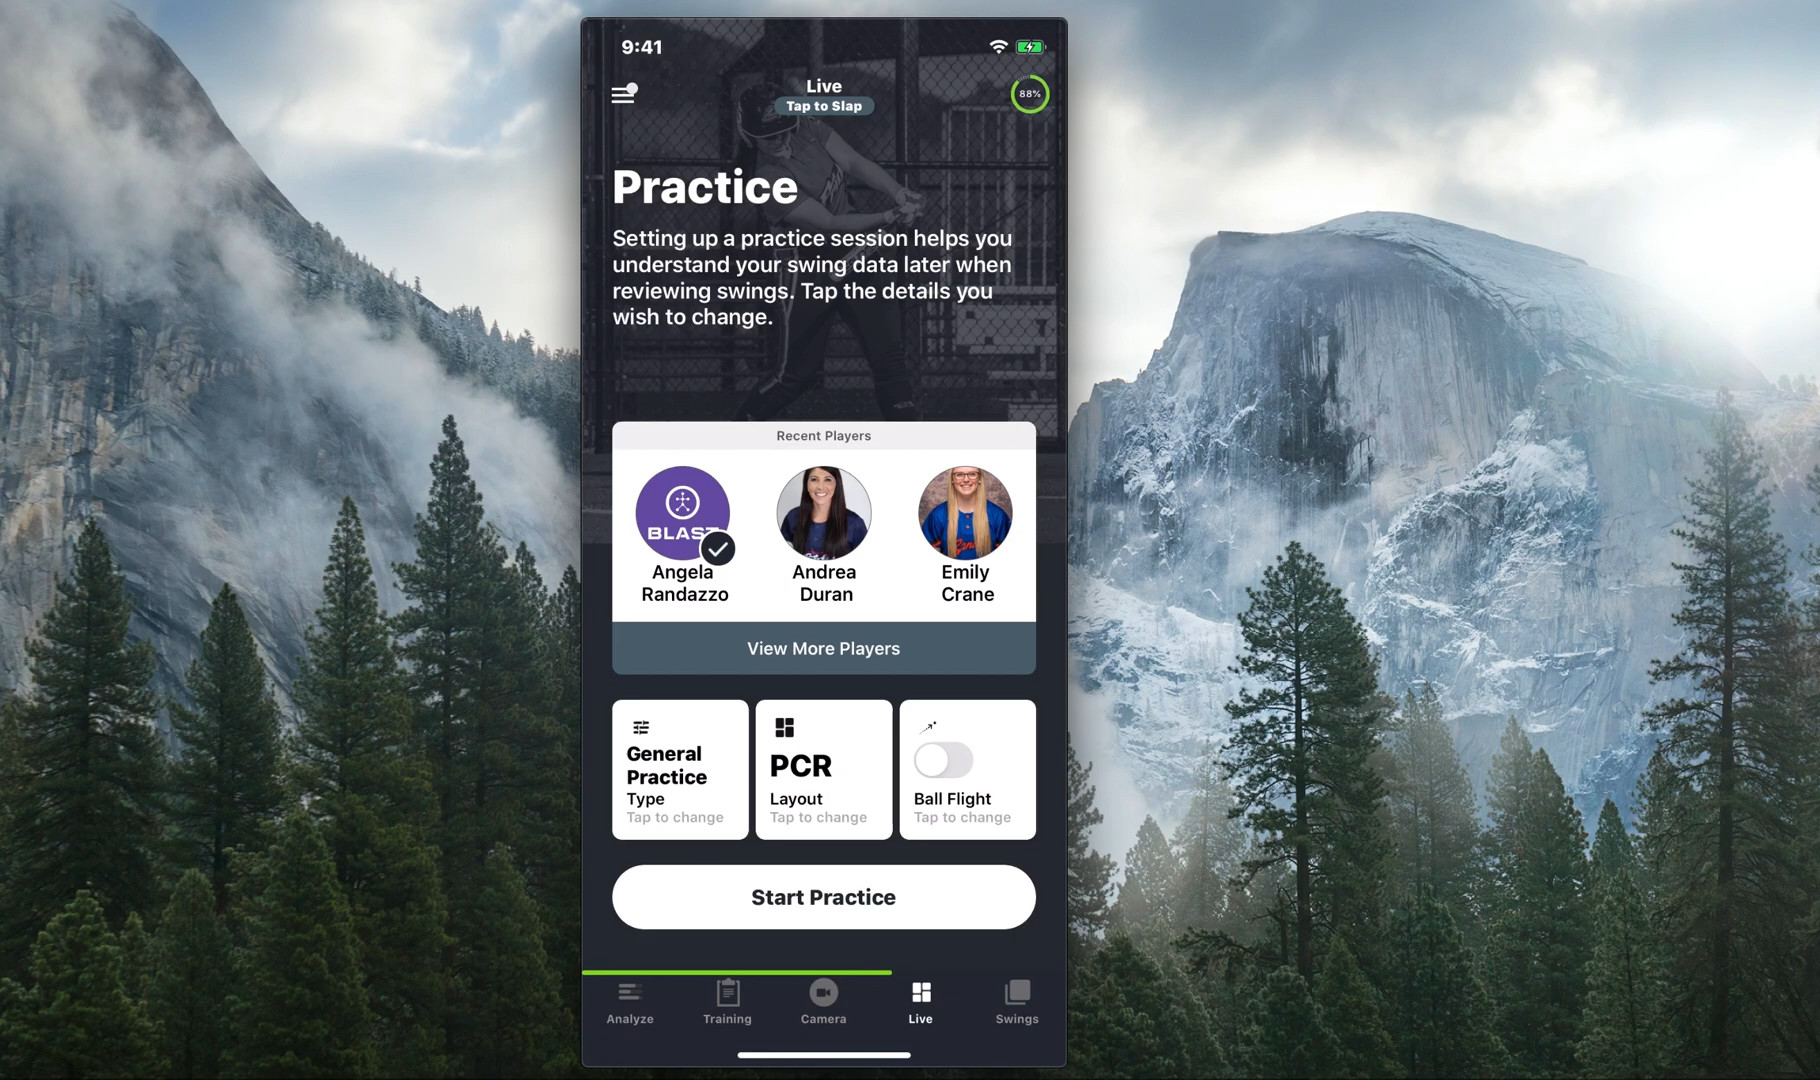 9:41
Live
Tap to Slap
88%
Practice
Setting up a practice session helps you
understand your swing data later when
reviewing swings. Tap the details you
wish to change.
Recent Players
BLAST
Angela
Randazzo
Andrea
Duran
Emily
Crane
View More Players
General
Practice
Type
Tap to change
PCR
Layout
Tap to change
Ball Flight
Tap to change
Start Practice
Analyze
Training
Camera
Live
Swings